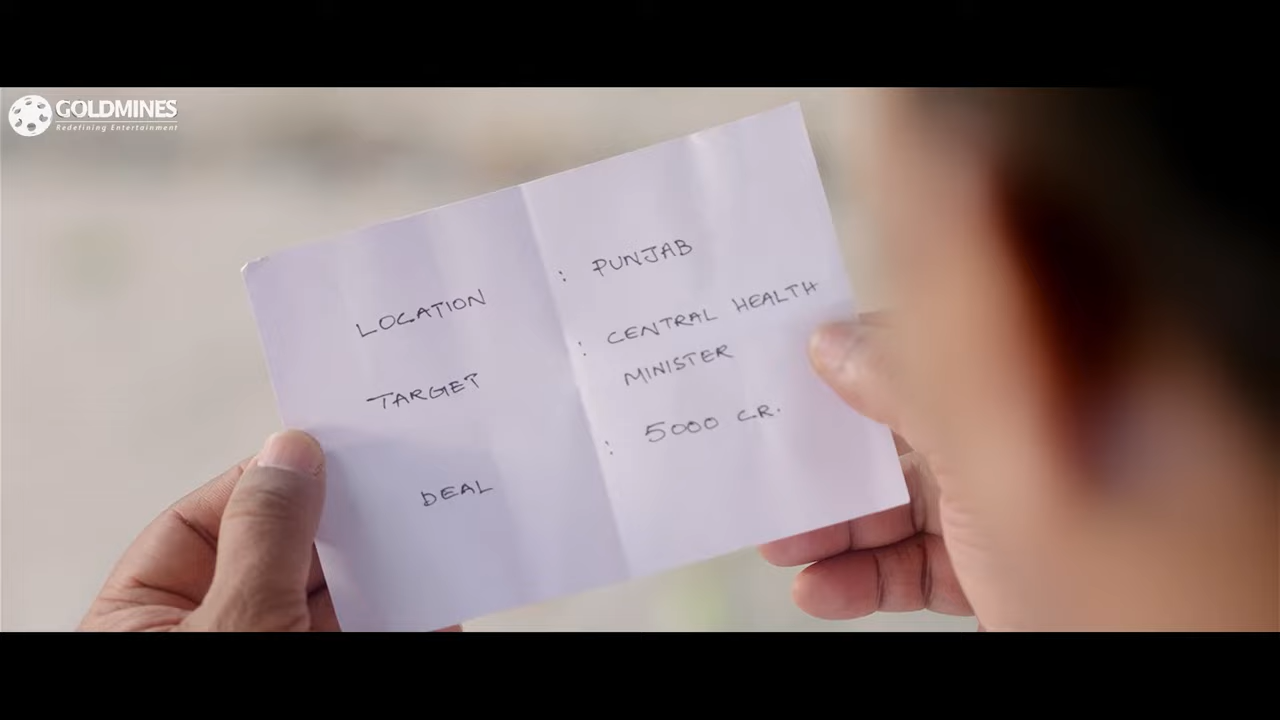 GOLDMINES
Redefining Entertainment
LOCATION : PUNJAB
TARGET : CENTRAL HEALTH
MINISTER
DEAL : 5000 CR.